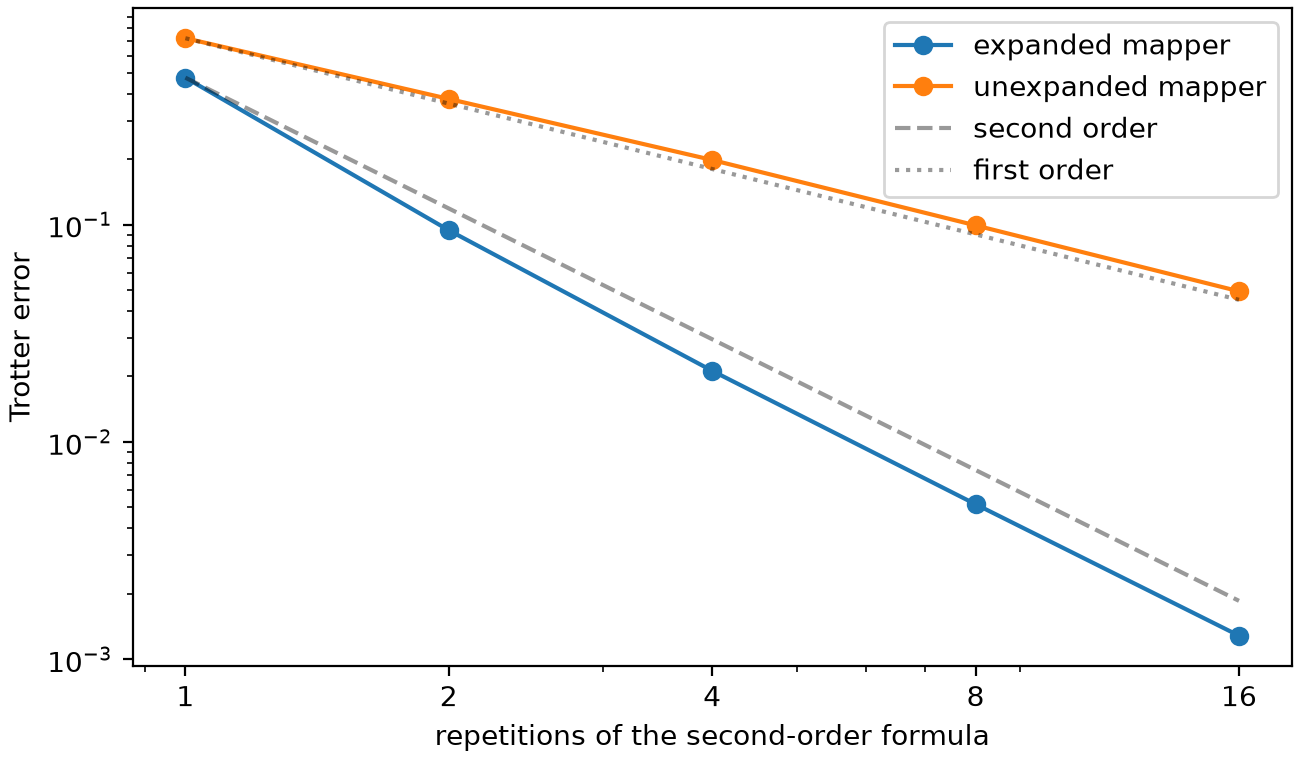 expanded mapper
unexpanded mapper
second order
first order
10⁻¹
10⁻²
10⁻³
Trotter error
1 2 4 8 16
repetitions of the second-order formula